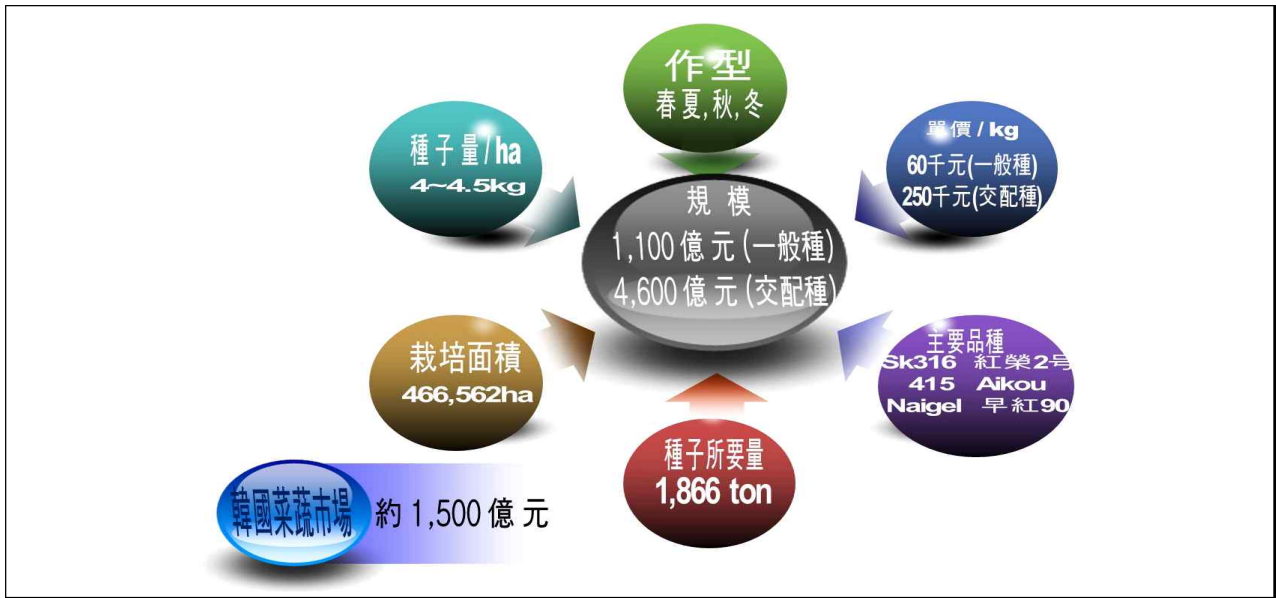 作型
春夏,秋,冬
種子量/ha
4~4.5kg
單價/kg
60千元(一般種)
250千元(交配種)
規模
1,100億元(一般種)
4,600億元(交配種)
栽培面積
466,562ha
主要品種
Sk316 紅榮2号
415 Aikou
Naigel 早紅90
種子所要量
1,866 ton
韓國菜蔬市場 約1,500億元